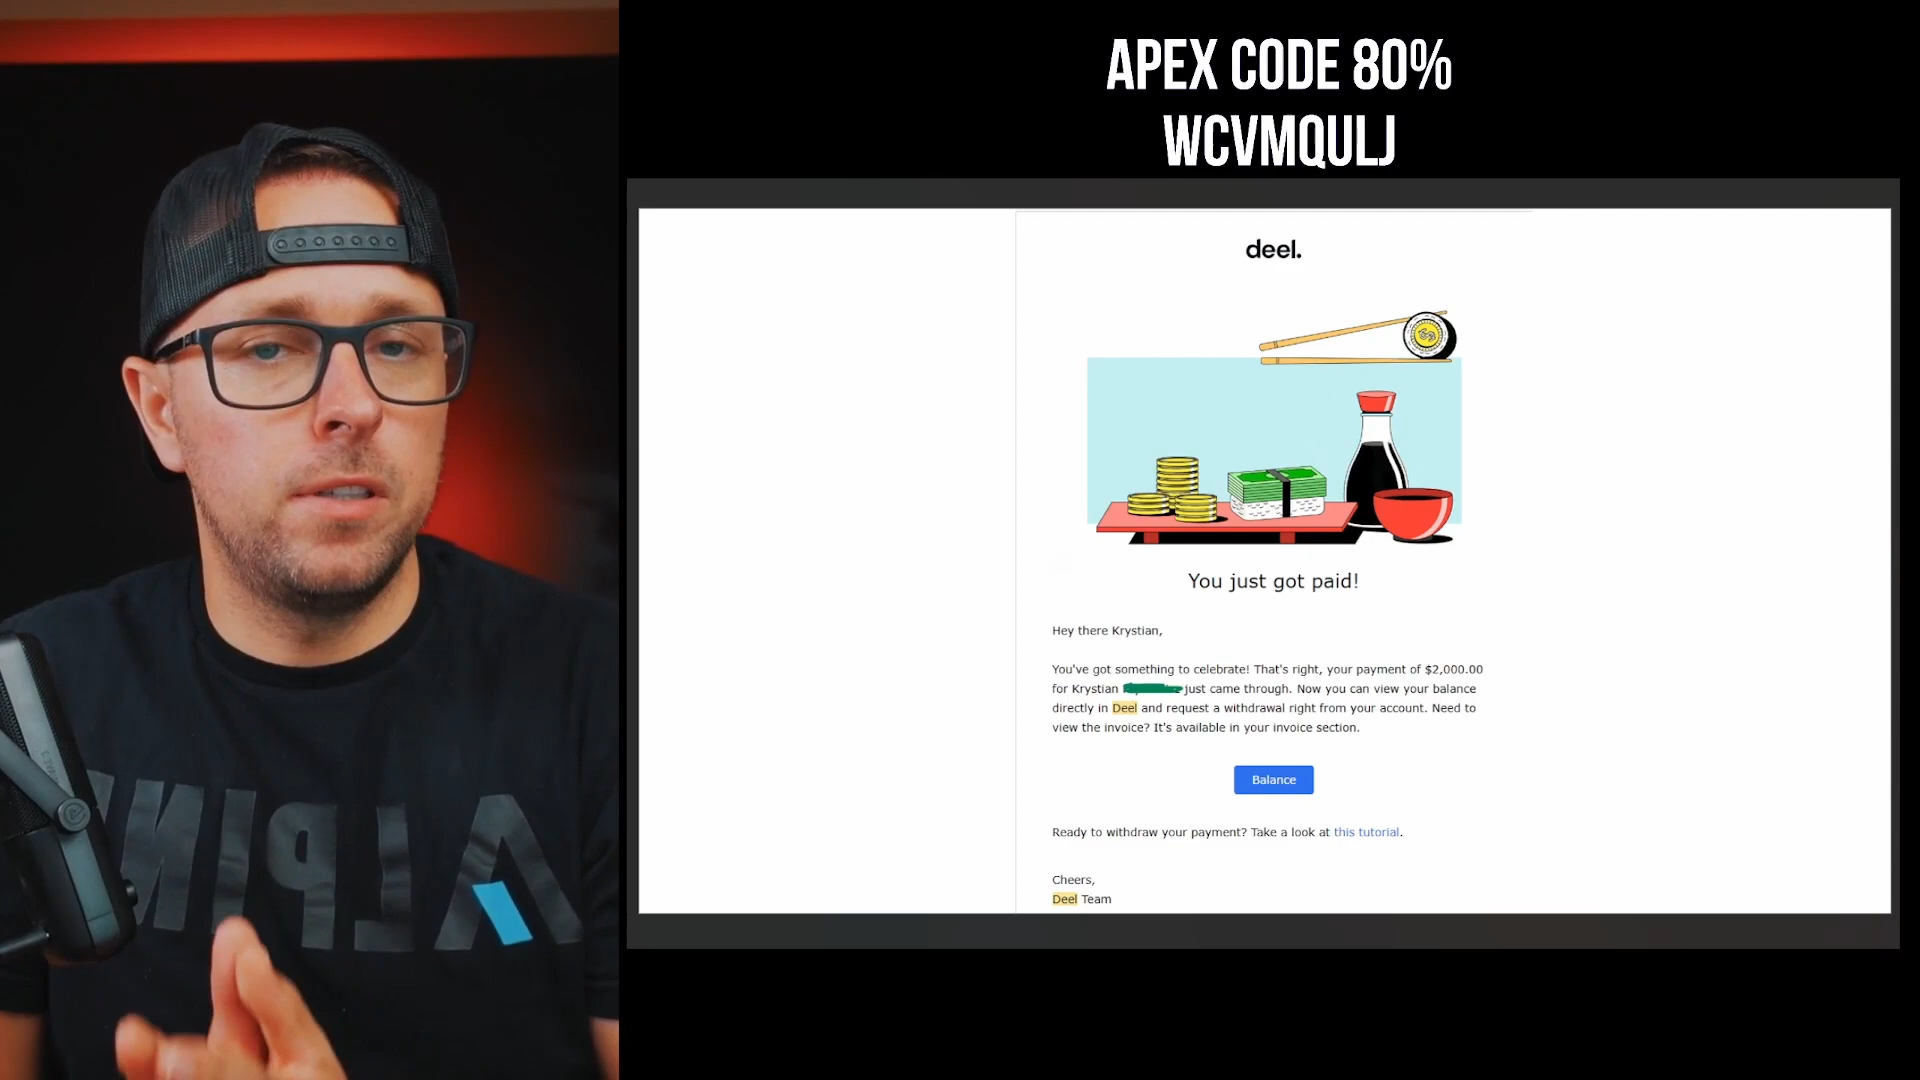 APEX CODE 80%
WCVMQULJ
deel.
You just got paid!
Hey there Krystian,
You've got something to celebrate! That's right, your payment of $2,000.00
for Krystian just came through. Now you can view your balance
directly in Deel and request a withdrawal right from your account. Need to
view the invoice? It's available in your invoice section.
Balance
Ready to withdraw your payment? Take a look at this tutorial.
Cheers,
Deel Team
ALPINE